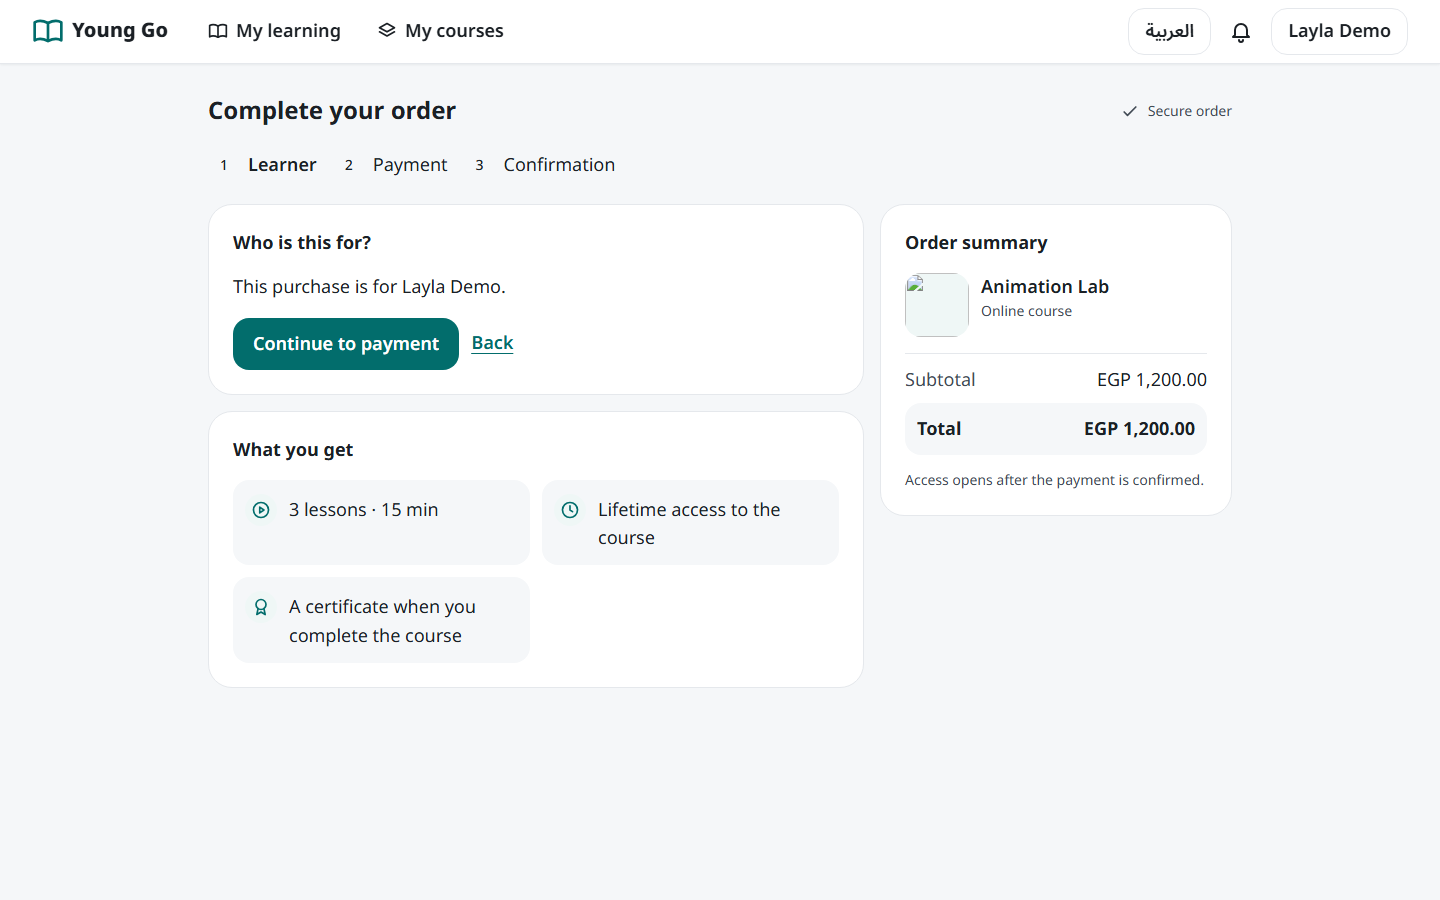 Young Go
My learning
My courses
العربية
Layla Demo
Complete your order
Secure order
1 Learner 2 Payment 3 Confirmation
Who is this for?
This purchase is for Layla Demo.
Continue to payment
Back
What you get
3 lessons · 15 min
Lifetime access to the
course
A certificate when you
complete the course
Order summary
Animation Lab
Online course
Subtotal EGP 1,200.00
Total EGP 1,200.00
Access opens after the payment is confirmed.